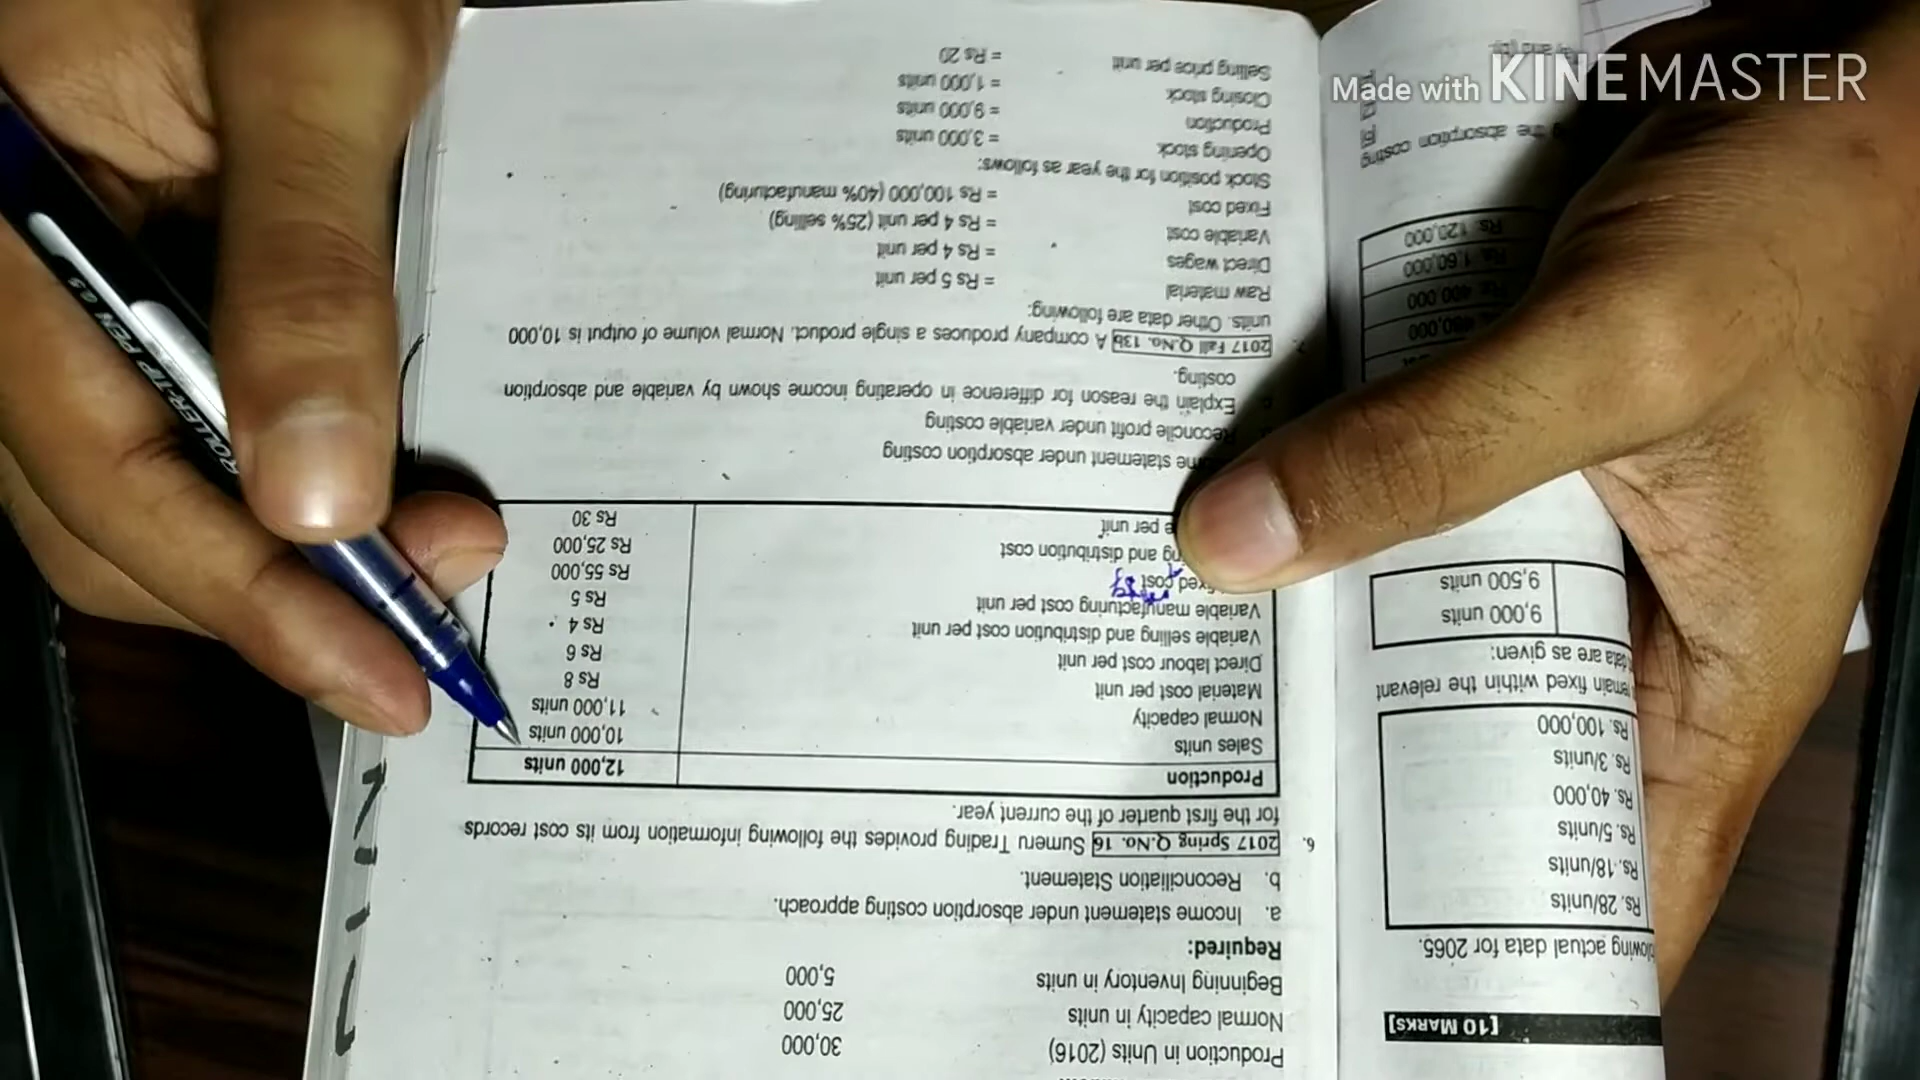 Made with KINEMASTER
ROLLER-TIP PEN 0.5
Production in Units (2016) 30,000
Normal capacity in units 25,000
Beginning Inventory in units 5,000
Required:
a. Income statement under absorption costing approach.
b. Reconciliation Statement.
6. 2017 Spring Q.No. 16 Sumeru Trading provides the following information from its cost records
for the first quarter of the current year.
Production 12,000 units
Sales units 10,000 units
Normal capacity 11,000 units
Material cost per unit Rs 8
Direct labour cost per unit Rs 6
Variable selling and distribution cost per unit Rs 4
Variable manufacturing cost per unit Rs 5
cost Rs 55,000
and distribution cost Rs 25,000
per unit Rs 30
statement under absorption costing
Reconcile profit under variable costing
Explain the reason for difference in operating income shown by variable and absorption
costing.
7. 2017 Fall Q.No. 13b A company produces a single product. Normal volume of output is 10,000
units. Other data are following:
Raw material = Rs 5 per unit
Direct wages = Rs 4 per unit
Variable cost = Rs 4 per unit (25% selling)
Fixed cost = Rs 100,000 (40% manufacturing)
Stock position for the year as follows:
Opening stock = 3,000 units
Production = 9,000 units
Closing stock = 1,000 units
Selling price per unit = Rs 20
[10 MARKS]
actual data for 2065.
Rs. 28/units
Rs. 18/units
Rs. 5/units
Rs. 40,000
Rs. 3/units
Rs. 100,000
remain fixed within the relevant
data are as given:
9,000 units
9,500 units
Rs. 120,000
the absorption costing